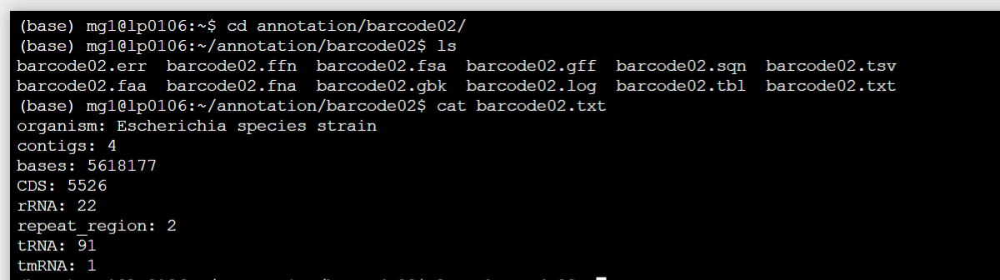 (base) mg1@lp0106:~$ cd annotation/barcode02/
(base) mg1@lp0106:~/annotation/barcode02$ ls
barcode02.err  barcode02.ffn  barcode02.fsa  barcode02.gff  barcode02.sqn  barcode02.tsv
barcode02.faa  barcode02.fna  barcode02.gbk  barcode02.log  barcode02.tbl  barcode02.txt
(base) mg1@lp0106:~/annotation/barcode02$ cat barcode02.txt
organism: Escherichia species strain
contigs: 4
bases: 5618177
CDS: 5526
rRNA: 22
repeat_region: 2
tRNA: 91
tmRNA: 1